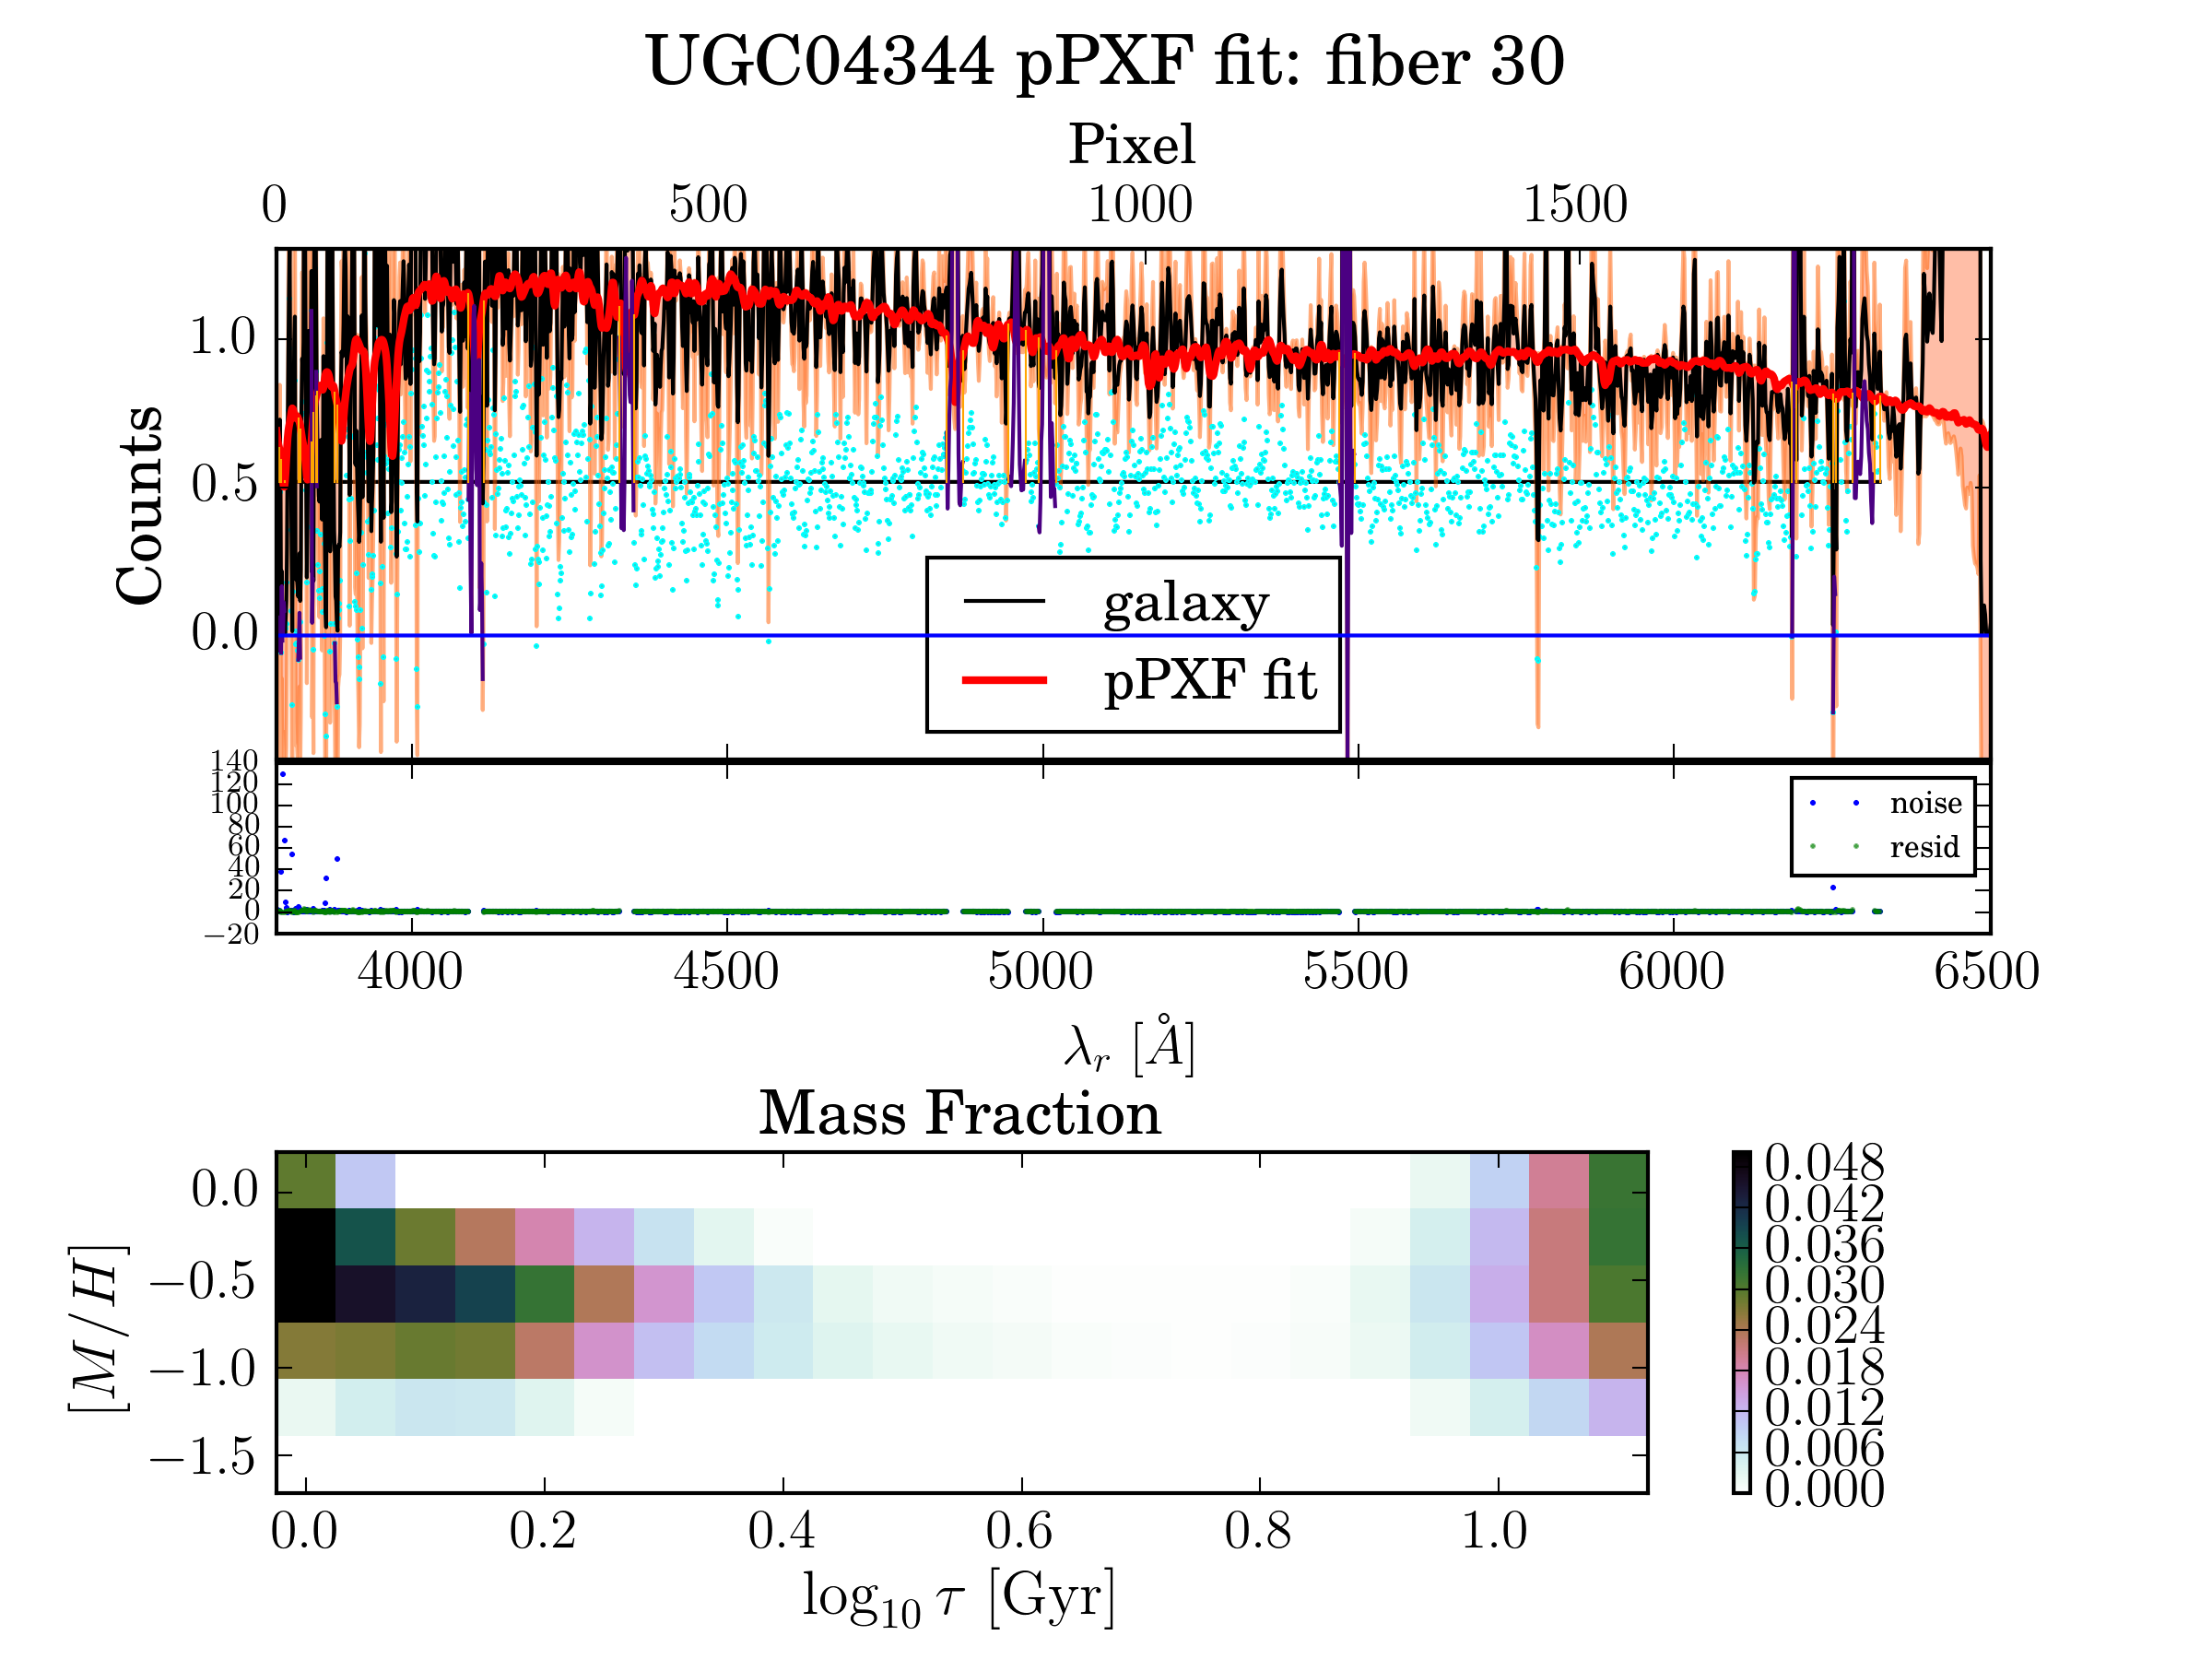 UGC04344 pPXF fit: fiber 30
Pixel
0 500 1000 1500
Counts
1.0
0.5
0.0
galaxy
pPXF fit
140
120
100
80
60
40
20
0
−20
noise
resid
4000 4500 5000 5500 6000 6500
λr [Å]
Mass Fraction
[M/H]
0.0
−0.5
−1.0
−1.5
0.0 0.2 0.4 0.6 0.8 1.0
log10 τ [Gyr]
0.048
0.042
0.036
0.030
0.024
0.018
0.012
0.006
0.000